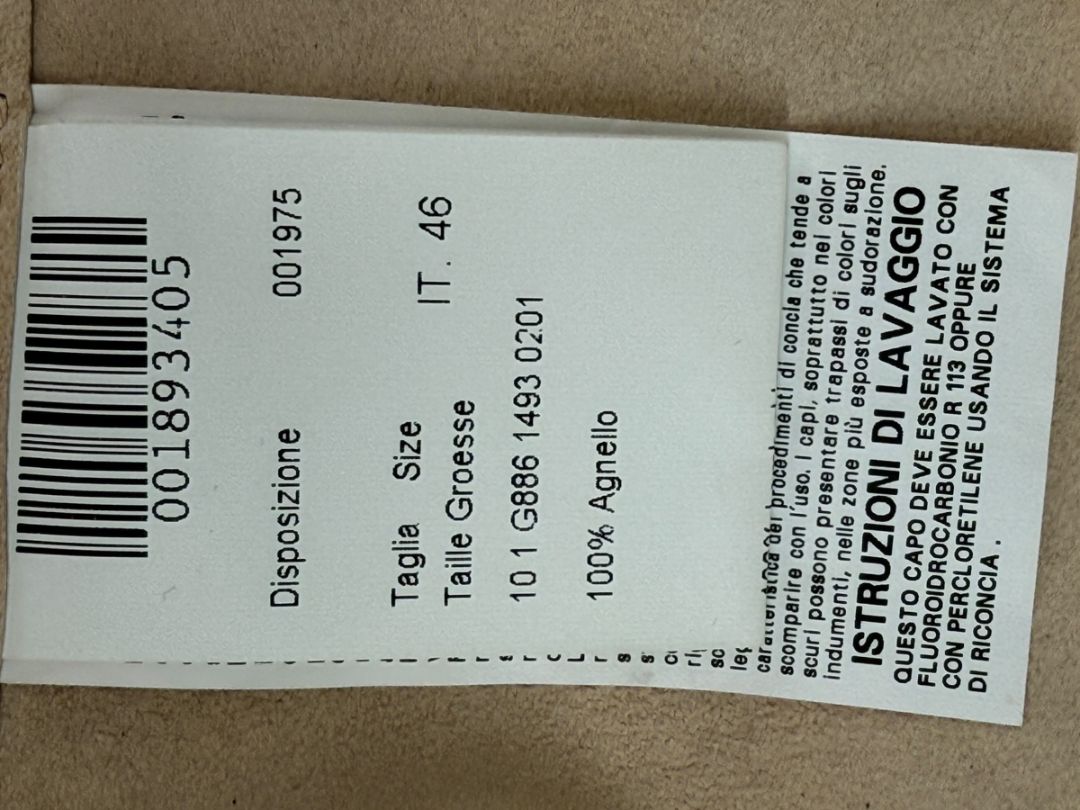 001893405
Disposizione 001975
Taglia Size IT. 46
Taille Groesse
10 1 G886 1493 0201
100% Agnello
caratteristica dei procedimenti di concia che tende a
scomparire con l'uso. I capi, soprattutto nei colori
scuri possono presentare trapassi di colori sugli
indumenti, nelle zone più esposte a sudorazione.
ISTRUZIONI DI LAVAGGIO
QUESTO CAPO DEVE ESSERE LAVATO CON
FLUOROIDROCARBONIO R 113 OPPURE
CON PERCLORETILENE USANDO IL SISTEMA
DI RICONCIA.